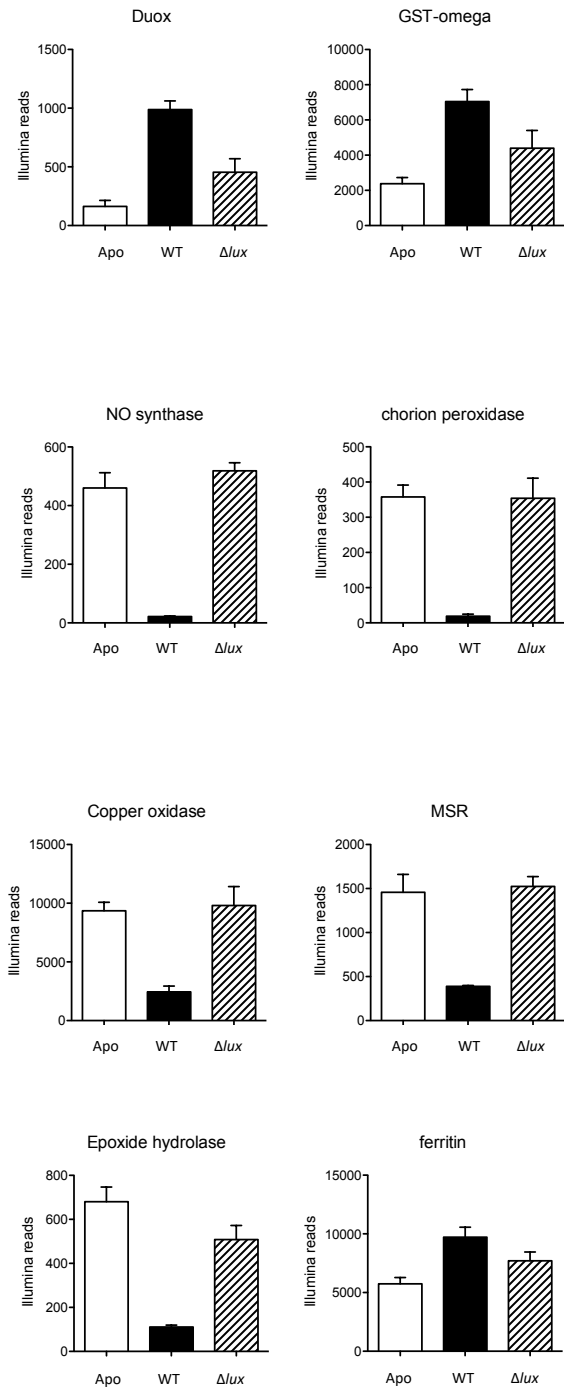 Duox
Illumina reads
1500
1000
500
0
Apo WT Δlux
GST-omega
Illumina reads
10000
8000
6000
4000
2000
0
Apo WT Δlux
NO synthase
Illumina reads
600
400
200
0
Apo WT Δlux
chorion peroxidase
Illumina reads
500
400
300
200
100
0
Apo WT Δlux
Copper oxidase
Illumina reads
15000
10000
5000
0
Apo WT Δlux
MSR
Illumina reads
2000
1500
1000
500
0
Apo WT Δlux
Epoxide hydrolase
Illumina reads
800
600
400
200
0
Apo WT Δlux
ferritin
Illumina reads
15000
10000
5000
0
Apo WT Δlux